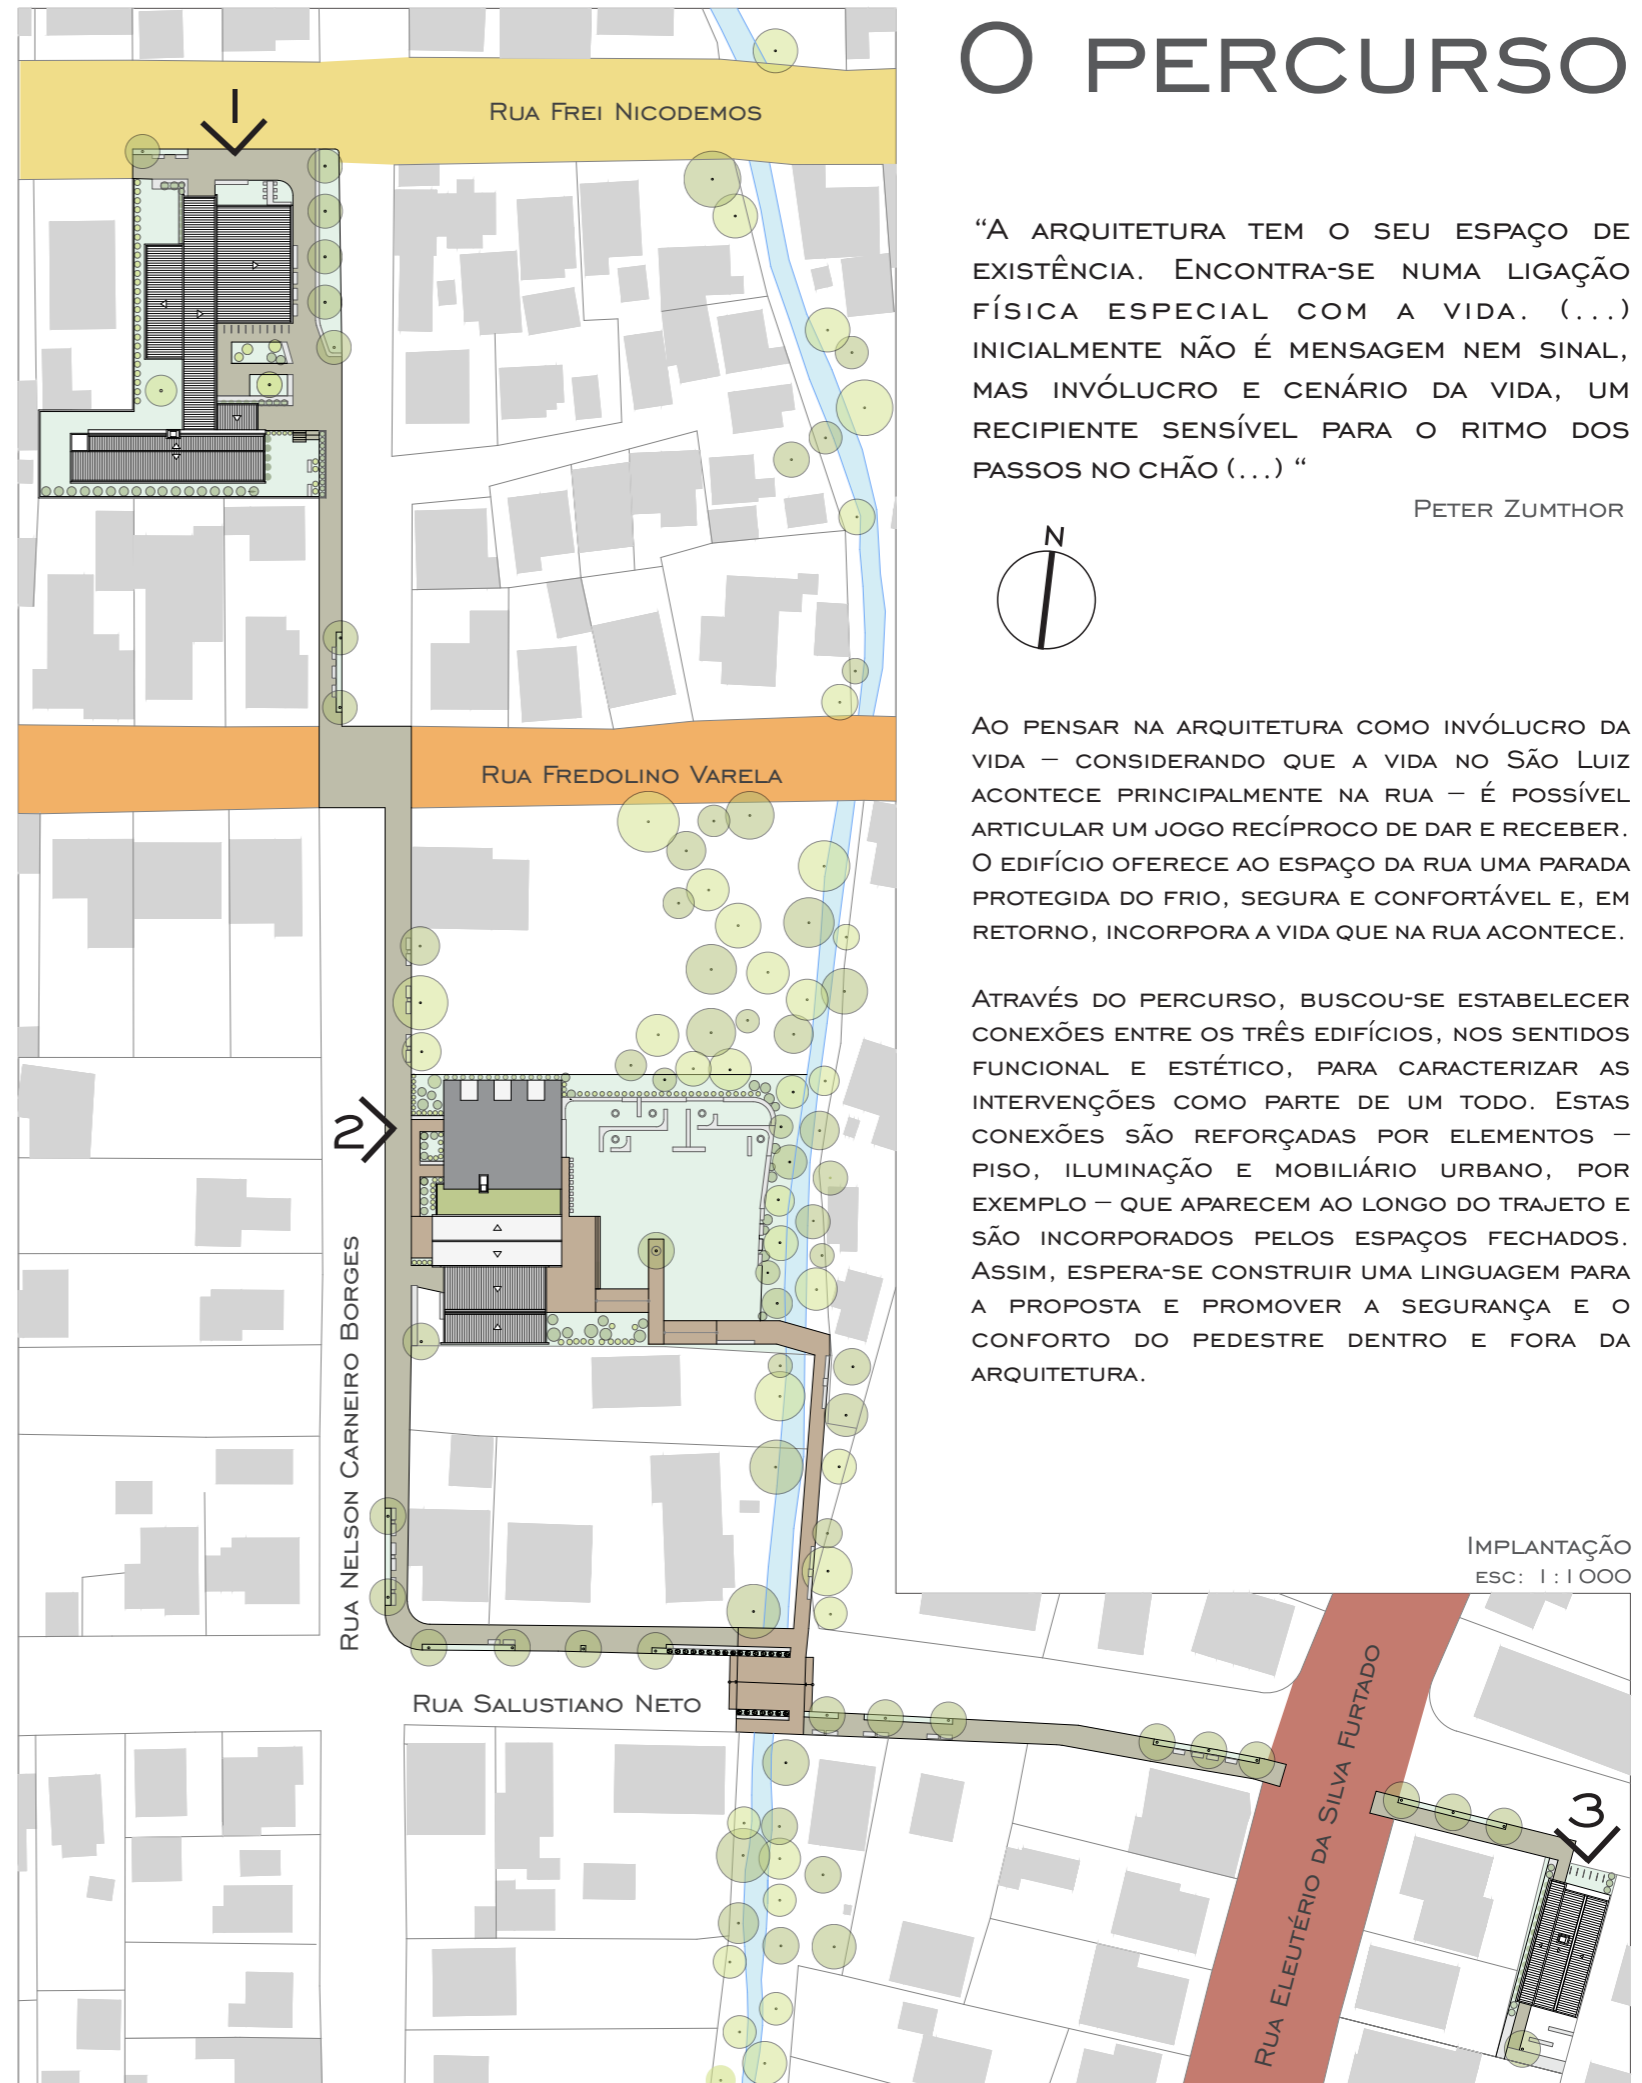 O PERCURSO
Rua Frei Nicodemos
1
“A arquitetura tem o seu espaço de
existência. Encontra-se numa ligação
física especial com a vida. (...)
inicialmente não é mensagem nem sinal,
mas invólucro e cenário da vida, um
recipiente sensível para o ritmo dos
passos no chão (...) “
Peter Zumthor
N
Ao pensar na arquitetura como invólucro da
vida – considerando que a vida no São Luiz
acontece principalmente na rua – é possível
articular um jogo recíproco de dar e receber.
O edifício oferece ao espaço da rua uma parada
protegida do frio, segura e confortável e, em
retorno, incorpora a vida que na rua acontece.
Através do percurso, buscou-se estabelecer
conexões entre os três edifícios, nos sentidos
funcional e estético, para caracterizar as
intervenções como parte de um todo. Estas
conexões são reforçadas por elementos –
piso, iluminação e mobiliário urbano, por
exemplo – que aparecem ao longo do trajeto e
são incorporados pelos espaços fechados.
Assim, espera-se construir uma linguagem para
a proposta e promover a segurança e o
conforto do pedestre dentro e fora da
arquitetura.
Rua Fredolino Varela
2
Rua Nelson Carneiro Borges
Implantação
esc: 1:1000
Rua Salustiano Neto
Rua Eleutério da Silva Furtado
3